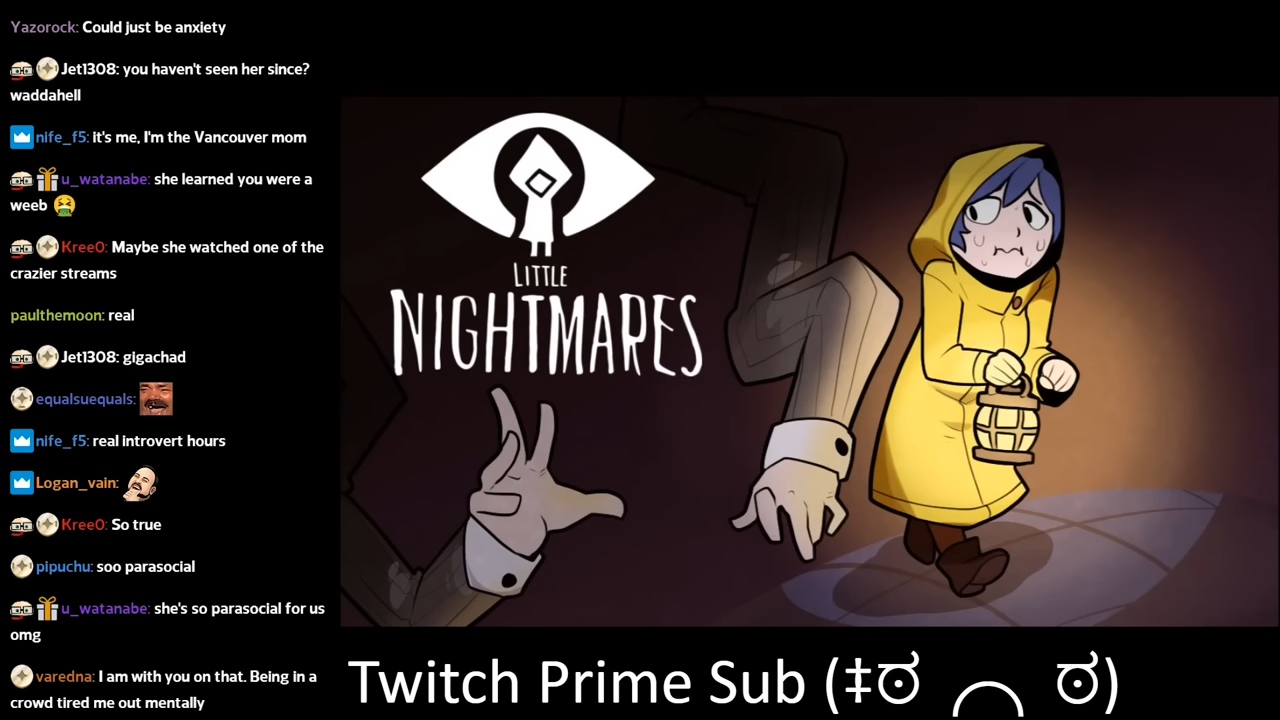 Yazorock: Could just be anxiety
Jet1308: you haven't seen her since?
waddahell
nife_f5: it's me, I'm the Vancouver mom
u_watanabe: she learned you were a
weeb 🤮
Kree0: Maybe she watched one of the
crazier streams
paulthemoon: real
Jet1308: gigachad
equalsuequals:
nife_f5: real introvert hours
Logan_vain:
Kree0: So true
pipuchu: soo parasocial
u_watanabe: she's so parasocial for us
omg
varedna: I am with you on that. Being in a
crowd tired me out mentally
LITTLE
NIGHTMARES
Twitch Prime Sub (‡ಠ ╭╮ ಠ)